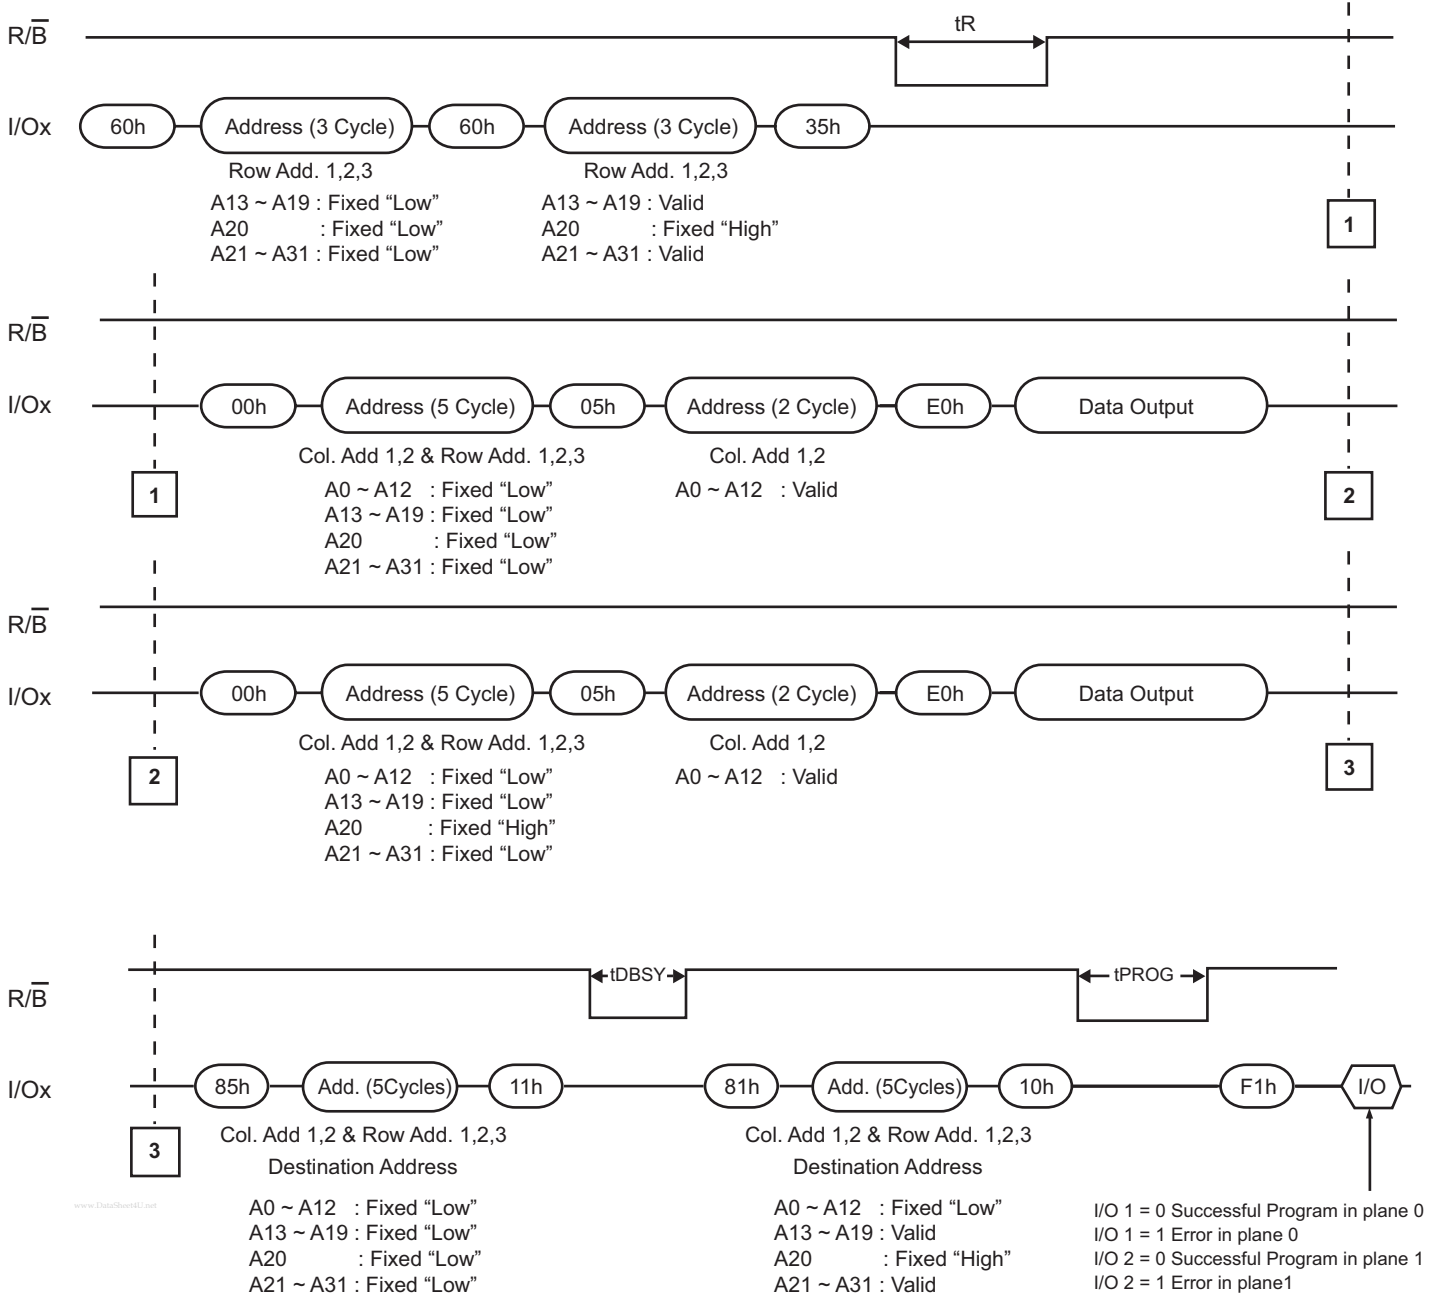 R/B tR
I/Ox 60h Address (3 Cycle) 60h Address (3 Cycle) 35h
Row Add. 1,2,3 Row Add. 1,2,3
A13 ~ A19 : Fixed “Low” A13 ~ A19 : Valid
A20 : Fixed “Low” A20 : Fixed “High”
A21 ~ A31 : Fixed “Low” A21 ~ A31 : Valid
1
R/B
I/Ox 00h Address (5 Cycle) 05h Address (2 Cycle) E0h Data Output
Col. Add 1,2 & Row Add. 1,2,3 Col. Add 1,2
A0 ~ A12 : Fixed “Low” A0 ~ A12 : Valid
A13 ~ A19 : Fixed “Low”
A20 : Fixed “Low”
A21 ~ A31 : Fixed “Low”
1 2
R/B
I/Ox 00h Address (5 Cycle) 05h Address (2 Cycle) E0h Data Output
Col. Add 1,2 & Row Add. 1,2,3 Col. Add 1,2
A0 ~ A12 : Fixed “Low” A0 ~ A12 : Valid
A13 ~ A19 : Fixed “Low”
A20 : Fixed “High”
A21 ~ A31 : Fixed “Low”
2 3
R/B tDBSY tPROG
I/Ox 85h Add. (5Cycles) 11h 81h Add. (5Cycles) 10h F1h I/O
Col. Add 1,2 & Row Add. 1,2,3 Col. Add 1,2 & Row Add. 1,2,3
3
Destination Address Destination Address
www.DataSheet4U.net
A0 ~ A12 : Fixed “Low” A0 ~ A12 : Fixed “Low”
A13 ~ A19 : Fixed “Low” A13 ~ A19 : Valid
A20 : Fixed “Low” A20 : Fixed “High”
A21 ~ A31 : Fixed “Low” A21 ~ A31 : Valid
I/O 1 = 0 Successful Program in plane 0
I/O 1 = 1 Error in plane 0
I/O 2 = 0 Successful Program in plane 1
I/O 2 = 1 Error in plane1